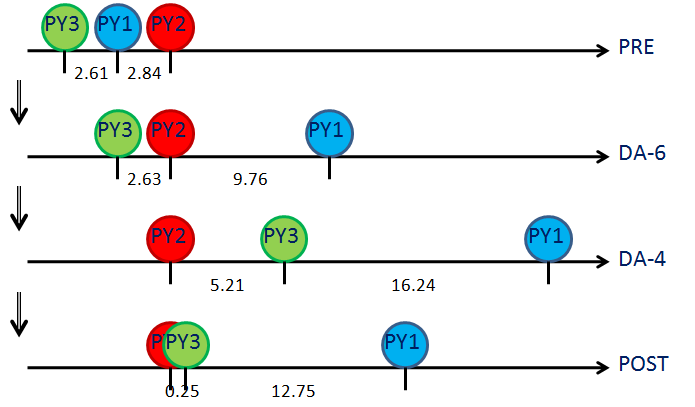 PY3 PY1 PY2
PRE
2.61 2.84
PY3 PY2 PY1
DA-6
2.63 9.76
PY2 PY3 PY1
DA-4
5.21 16.24
PY3 PY1
POST
0.25 12.75